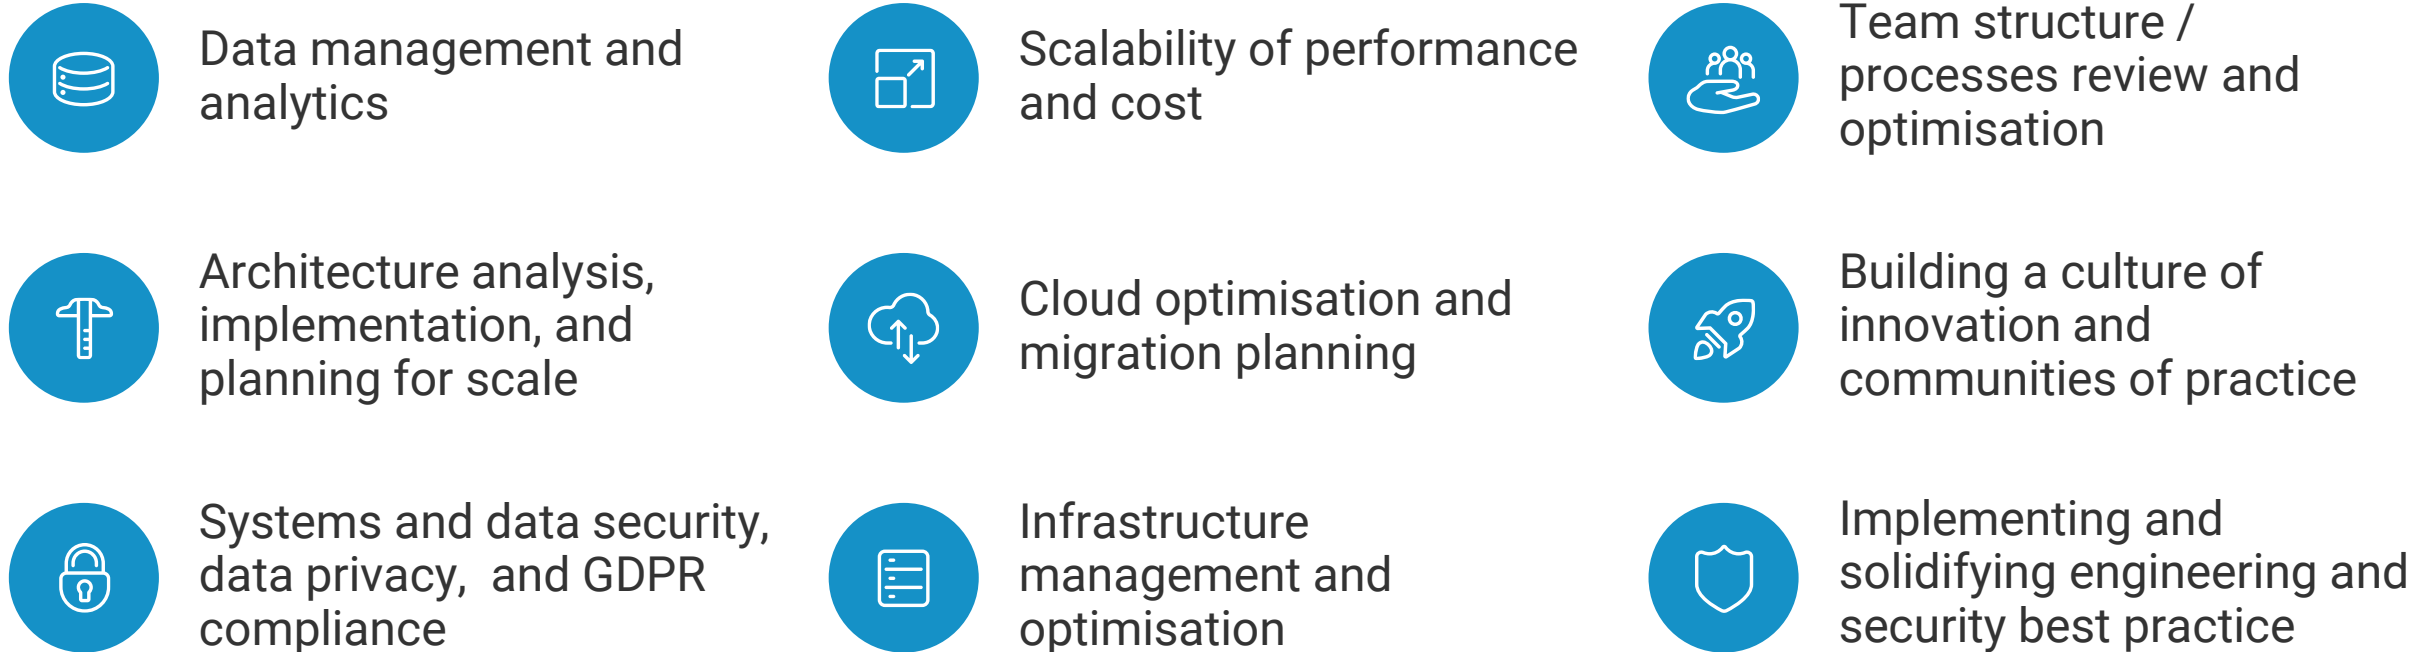 Data management and
analytics
Scalability of performance
and cost
Team structure /
processes review and
optimisation
Architecture analysis,
implementation, and
planning for scale
Cloud optimisation and
migration planning
Building a culture of
innovation and
communities of practice
Systems and data security,
data privacy,  and GDPR
compliance
Infrastructure
management and
optimisation
Implementing and
solidifying engineering and
security best practice